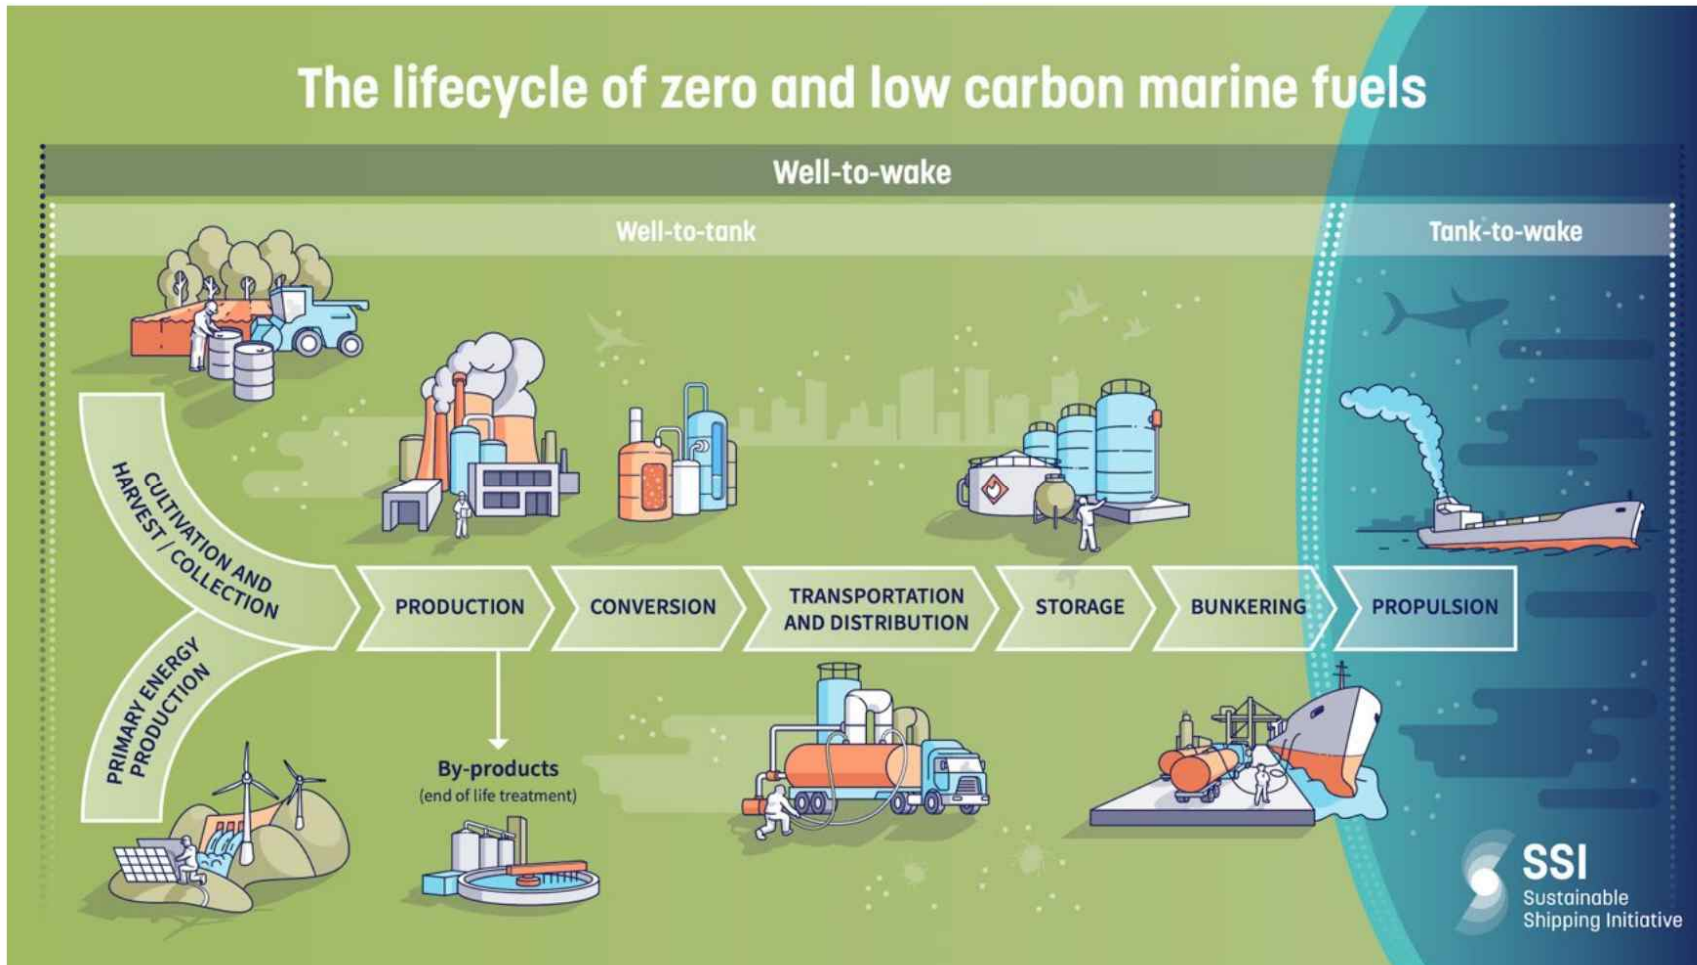 The lifecycle of zero and low carbon marine fuels
Well-to-wake
Well-to-tank
Tank-to-wake
CULTIVATION AND
HARVEST / COLLECTION
PRIMARY ENERGY
PRODUCTION
PRODUCTION
CONVERSION
TRANSPORTATION
AND DISTRIBUTION
STORAGE
BUNKERING
PROPULSION
By-products
(end of life treatment)
SSI
Sustainable
Shipping Initiative